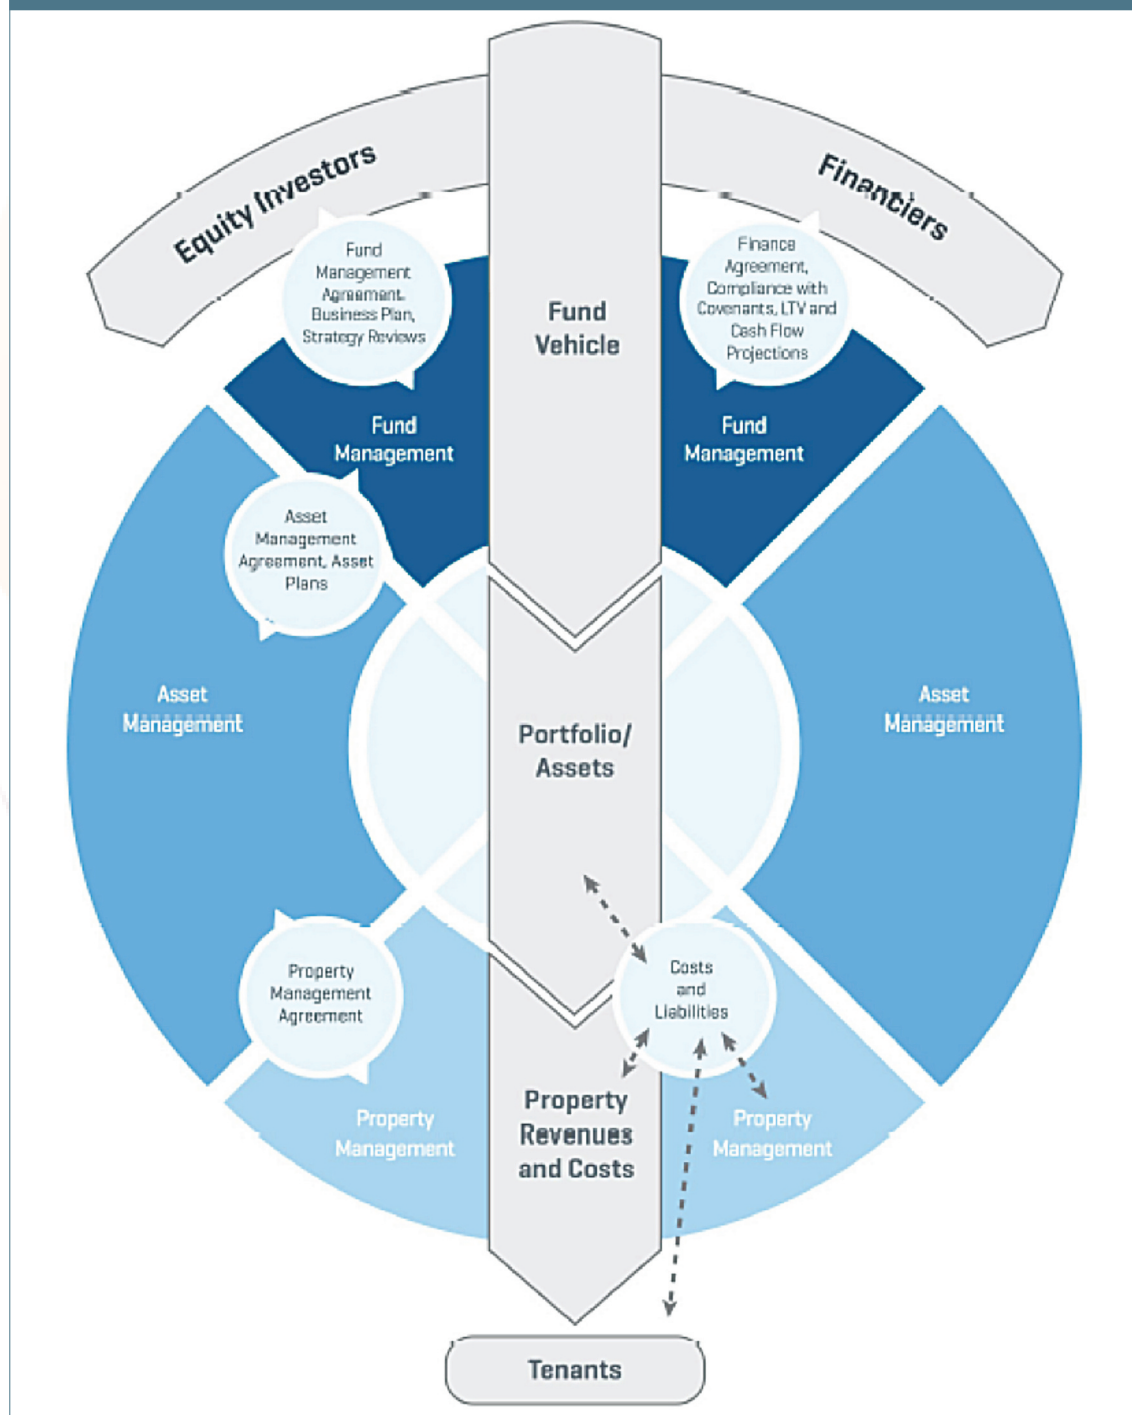 Equity Investors
Financiers
Fund
Management
Agreement,
Business Plan,
Strategy Reviews
Finance
Agreement,
Compliance with
Covenants, LTV and
Cash Flow
Projections
Fund
Vehicle
Fund
Management
Fund
Management
Asset
Management
Agreement, Asset
Plans
Asset
Management
Asset
Management
Portfolio/
Assets
Property
Management
Agreement
Costs
and
Liabilities
Property
Revenues
and Costs
Property
Management
Property
Management
Tenants